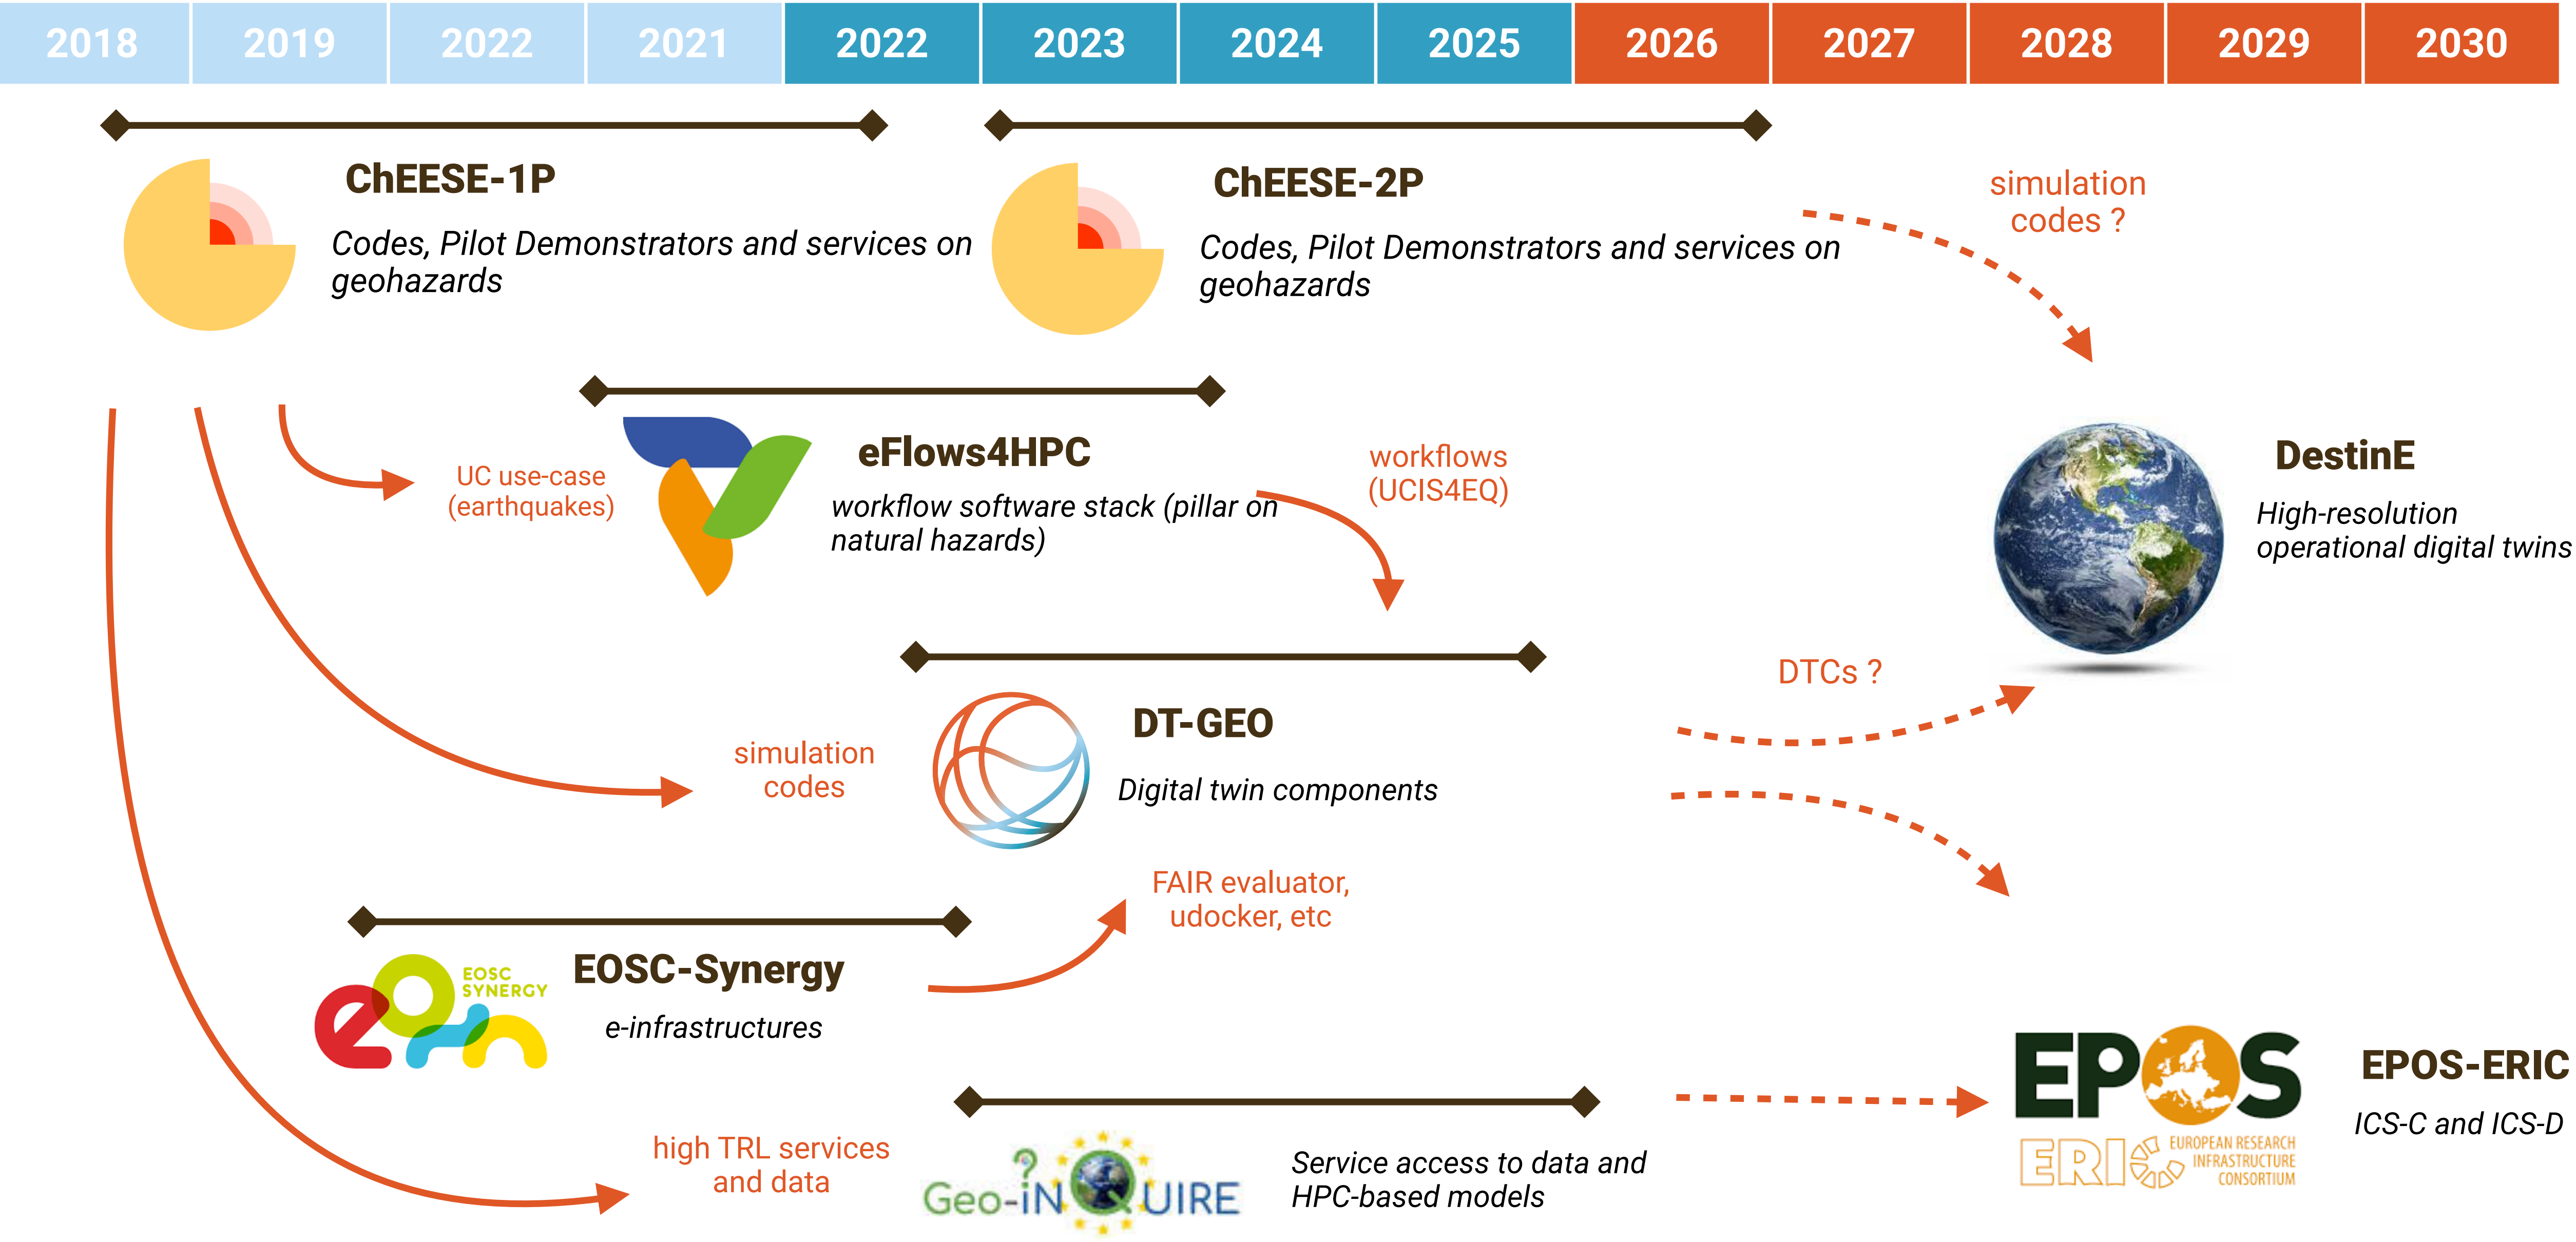 2018 2019 2022 2021 2022 2023 2024 2025 2026 2027 2028 2029 2030
ChEESE-1P
Codes, Pilot Demonstrators and services on
geohazards
ChEESE-2P
Codes, Pilot Demonstrators and services on
geohazards
simulation
codes ?
UC use-case
(earthquakes)
eFlows4HPC
workflow software stack (pillar on
natural hazards)
workflows
(UCIS4EQ)
DestinE
High-resolution
operational digital twins
simulation
codes
DT-GEO
Digital twin components
DTCs ?
FAIR evaluator,
udocker, etc
EOSC
SYNERGY
EOSC-Synergy
e-infrastructures
high TRL services
and data
Geo-iNQUIRE
Service access to data and
HPC-based models
EPOS
ERIC
EUROPEAN RESEARCH
INFRASTRUCTURE
CONSORTIUM
EPOS-ERIC
ICS-C and ICS-D